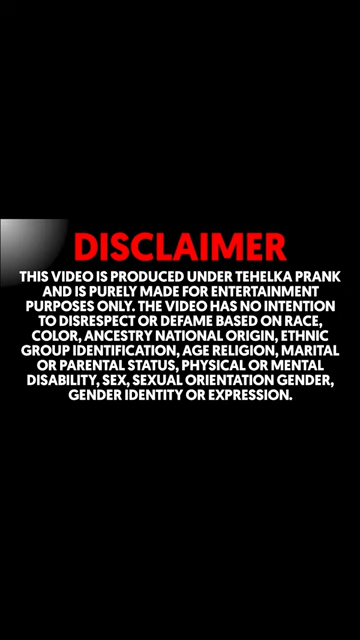 DISCLAIMER
THIS VIDEO IS PRODUCED UNDER TEHELKA PRANK
AND IS PURELY MADE FOR ENTERTAINMENT
PURPOSES ONLY. THE VIDEO HAS NO INTENTION
TO DISRESPECT OR DEFAME BASED ON RACE,
COLOR, ANCESTRY NATIONAL ORIGIN, ETHNIC
GROUP IDENTIFICATION, AGE RELIGION, MARITAL
OR PARENTAL STATUS, PHYSICAL OR MENTAL
DISABILITY, SEX, SEXUAL ORIENTATION GENDER,
GENDER IDENTITY OR EXPRESSION.